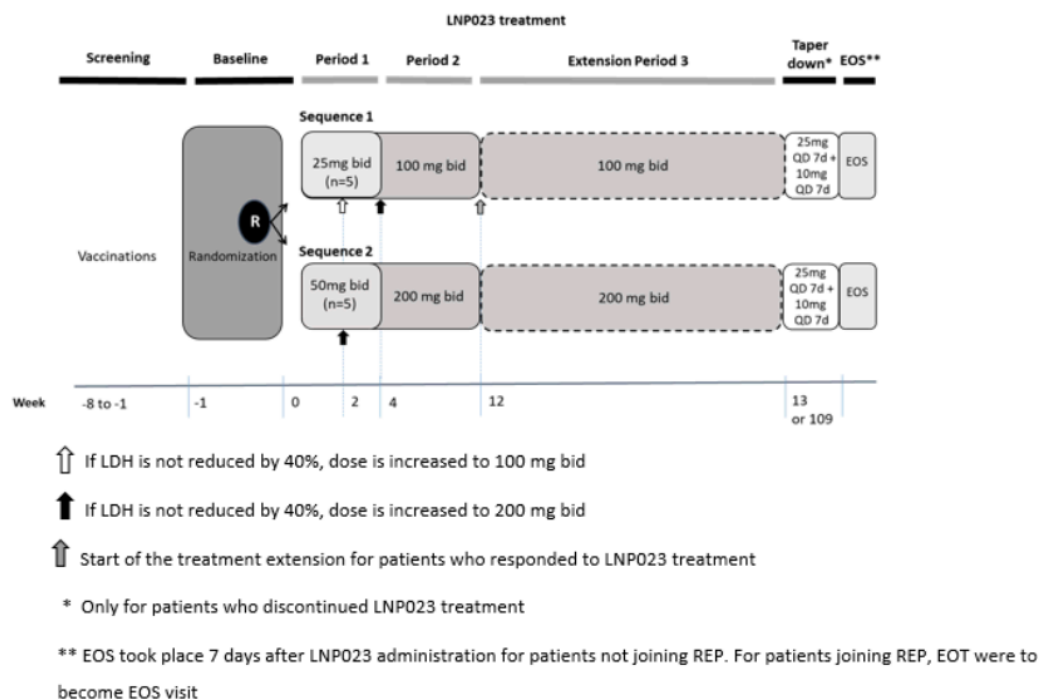 LNP023 treatment
Screening
Baseline
Period 1
Period 2
Extension Period 3
Taper
down*
EOS**
Sequence 1
25mg bid
(n=5)
100 mg bid
100 mg bid
25mg
QD 7d +
10mg
QD 7d
EOS
R
Vaccinations
Randomization
Sequence 2
50mg bid
(n=5)
200 mg bid
200 mg bid
25mg
QD 7d +
10mg
QD 7d
EOS
Week
-8 to -1
-1
0
2
4
12
13
or 109
If LDH is not reduced by 40%, dose is increased to 100 mg bid
If LDH is not reduced by 40%, dose is increased to 200 mg bid
Start of the treatment extension for patients who responded to LNP023 treatment
* Only for patients who discontinued LNP023 treatment
** EOS took place 7 days after LNP023 administration for patients not joining REP. For patients joining REP, EOT were to
become EOS visit